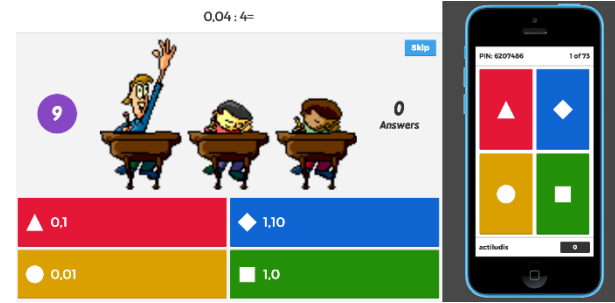 0,04 : 4=
Skip
9
0
Answers
0,1
1,10
0,01
1,0
PIN: 6207486
1 of 73
actiludis
0